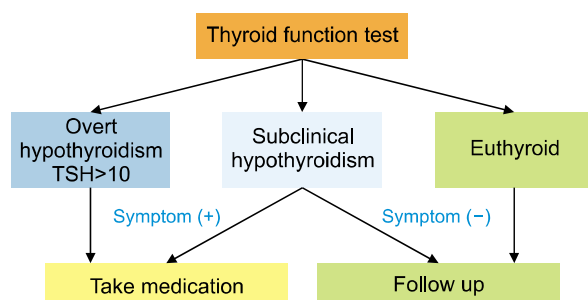 Thyroid function test
Overt
hypothyroidism
TSH>10
Subclinical
hypothyroidism
Euthyroid
Symptom (+)
Symptom (−)
Take medication
Follow up